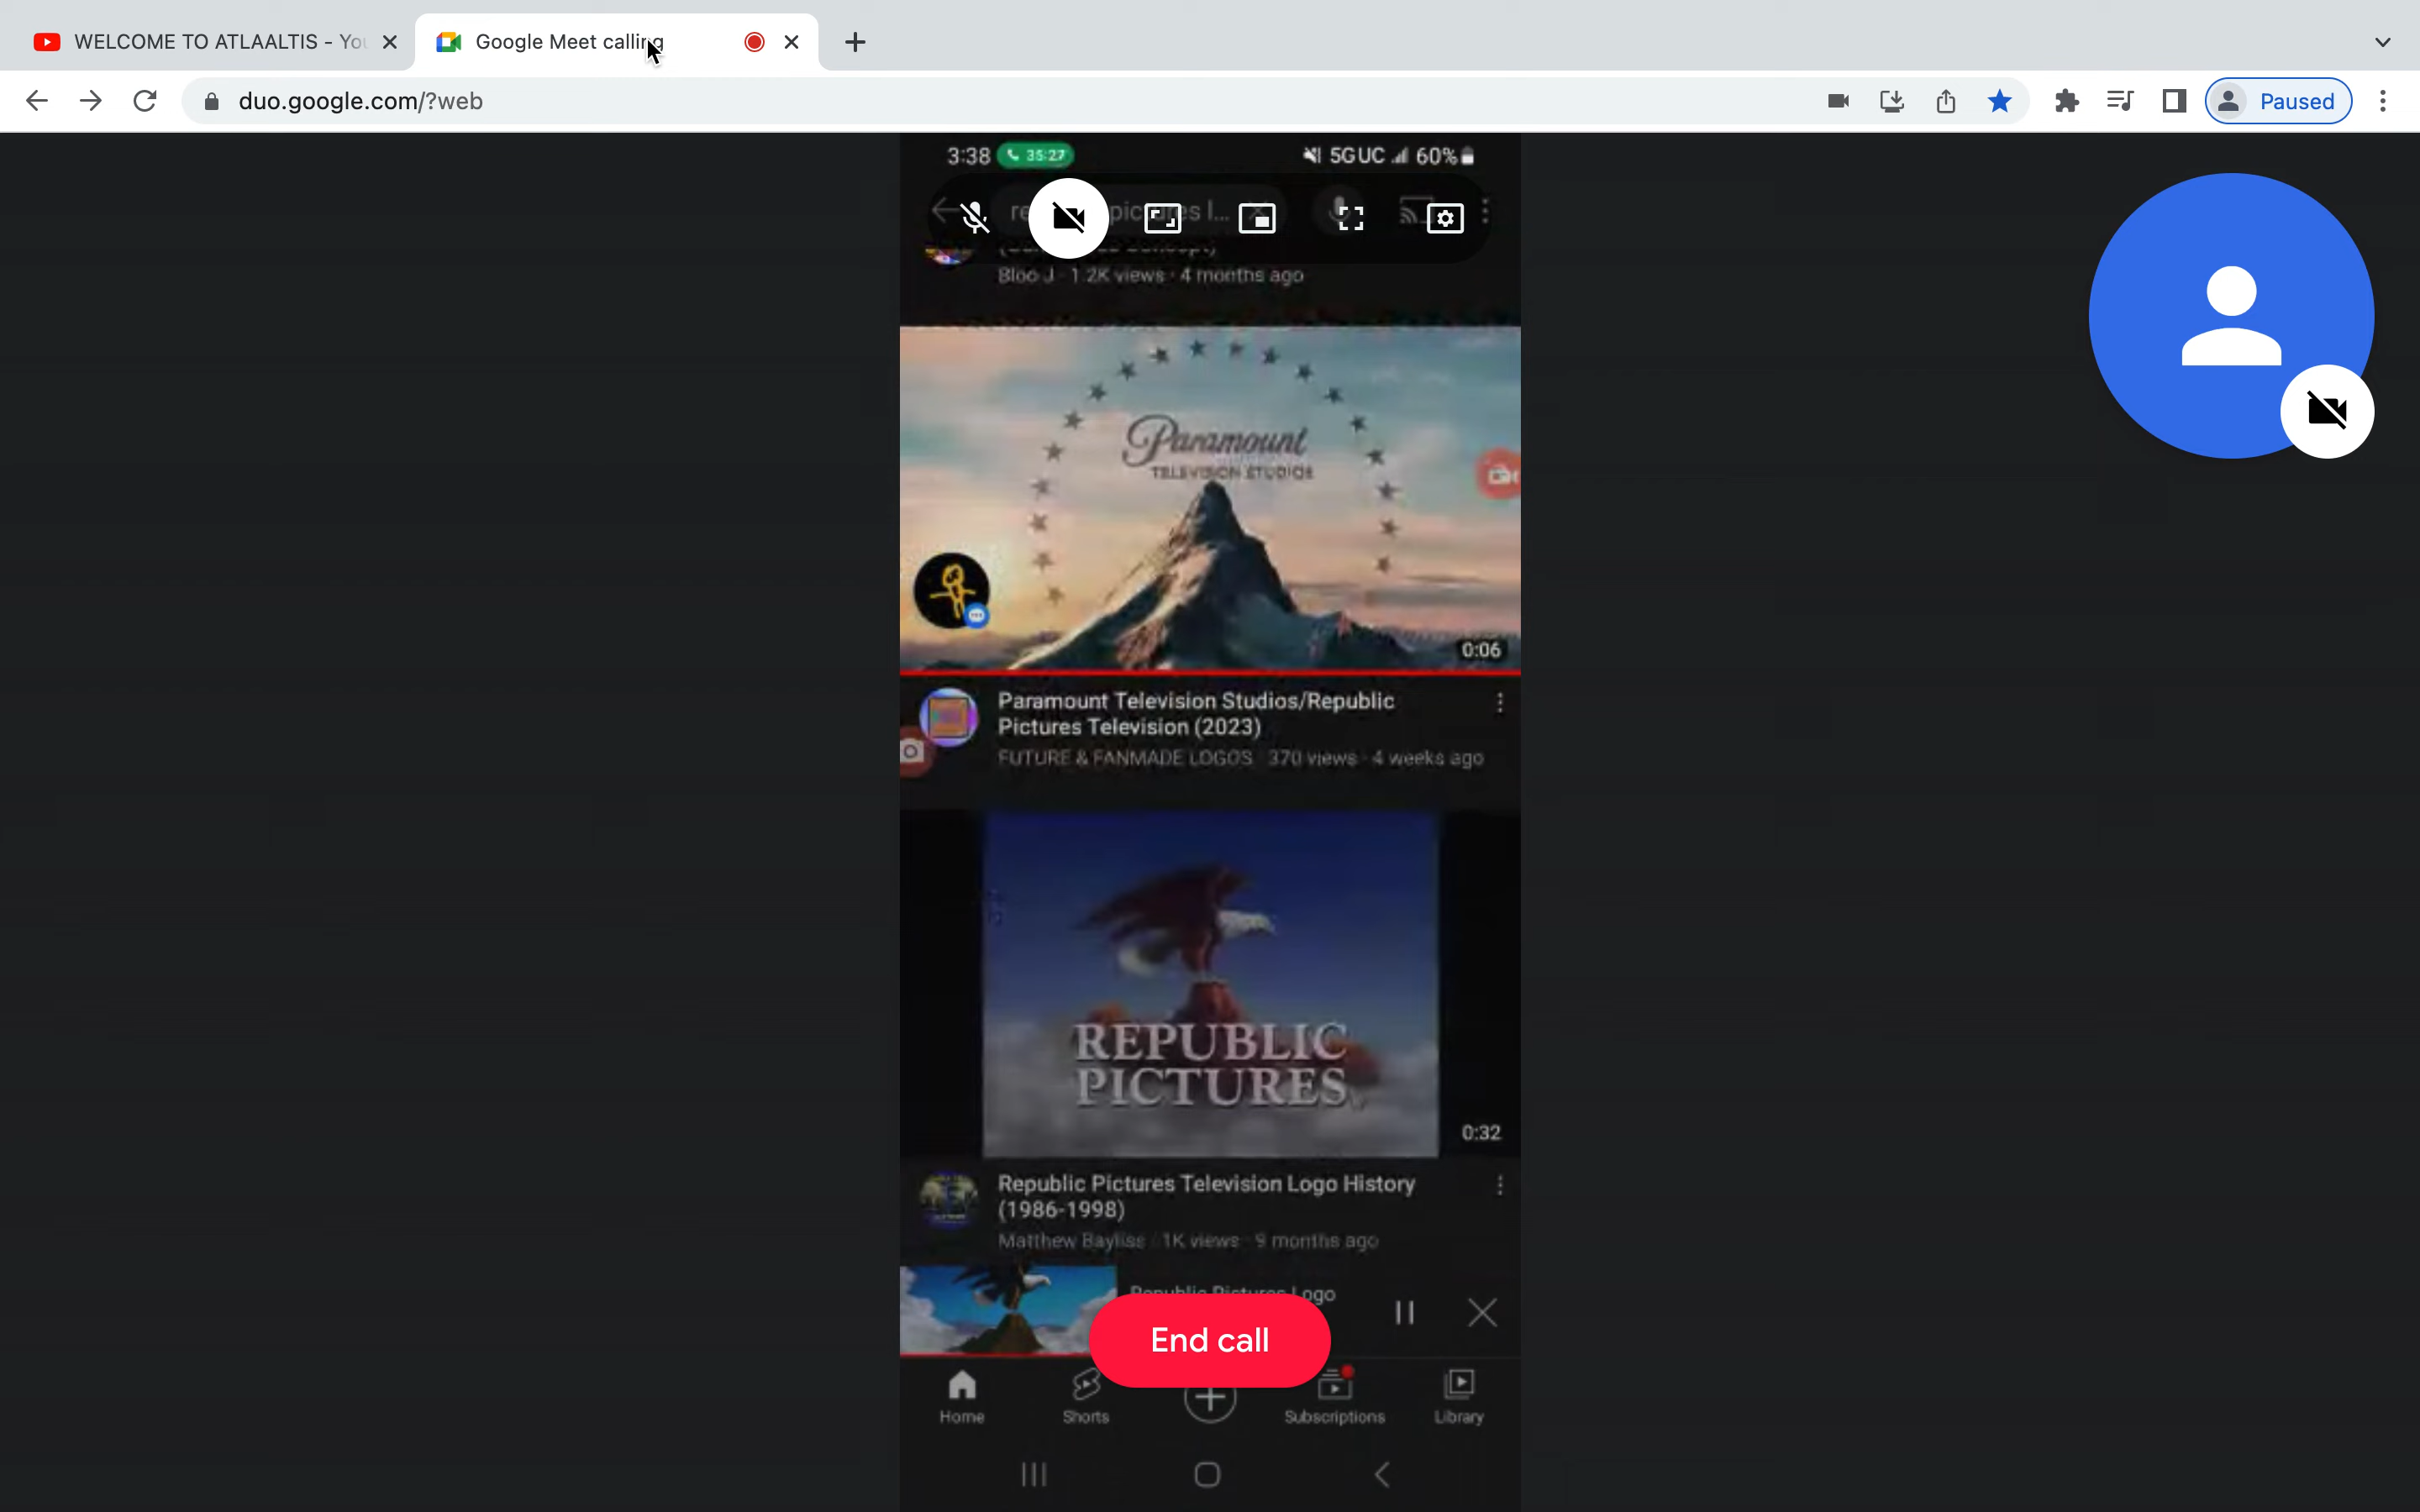 WELCOME TO ATLAALTIS - You
Google Meet calling
duo.google.com/?web
Paused
3:38
35:27
5GUC
60%
pictures l...
Bloo J · 1.2K views · 4 months ago
Paramount
TELEVISION STUDIOS
0:06
Paramount Television Studios/Republic
Pictures Television (2023)
FUTURE & FANMADE LOGOS · 370 views · 4 weeks ago
REPUBLIC
PICTURES
0:32
Republic Pictures Television Logo History
(1986-1998)
Matthew Bayliss · 1K views · 9 months ago
Republic Pictures Logo
End call
Home
Shorts
Subscriptions
Library